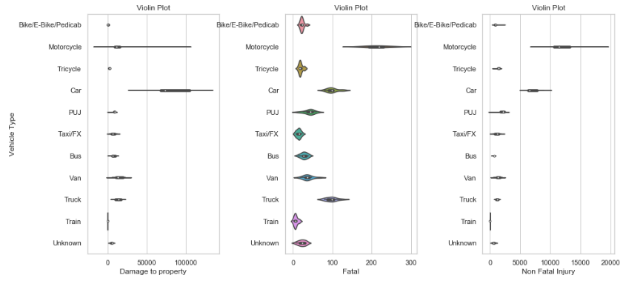 Violin Plot
Violin Plot
Violin Plot
Vehicle Type
Bike/E-Bike/Pedicab
Motorcycle
Tricycle
Car
PUJ
Taxi/FX
Bus
Van
Truck
Train
Unknown
0 50000 100000
Damage to property
Bike/E-Bike/Pedicab
Motorcycle
Tricycle
Car
PUJ
Taxi/FX
Bus
Van
Truck
Train
Unknown
0 100 200 300
Fatal
Bike/E-Bike/Pedicab
Motorcycle
Tricycle
Car
PUJ
Taxi/FX
Bus
Van
Truck
Train
Unknown
0 5000 10000 15000 20000
Non Fatal Injury